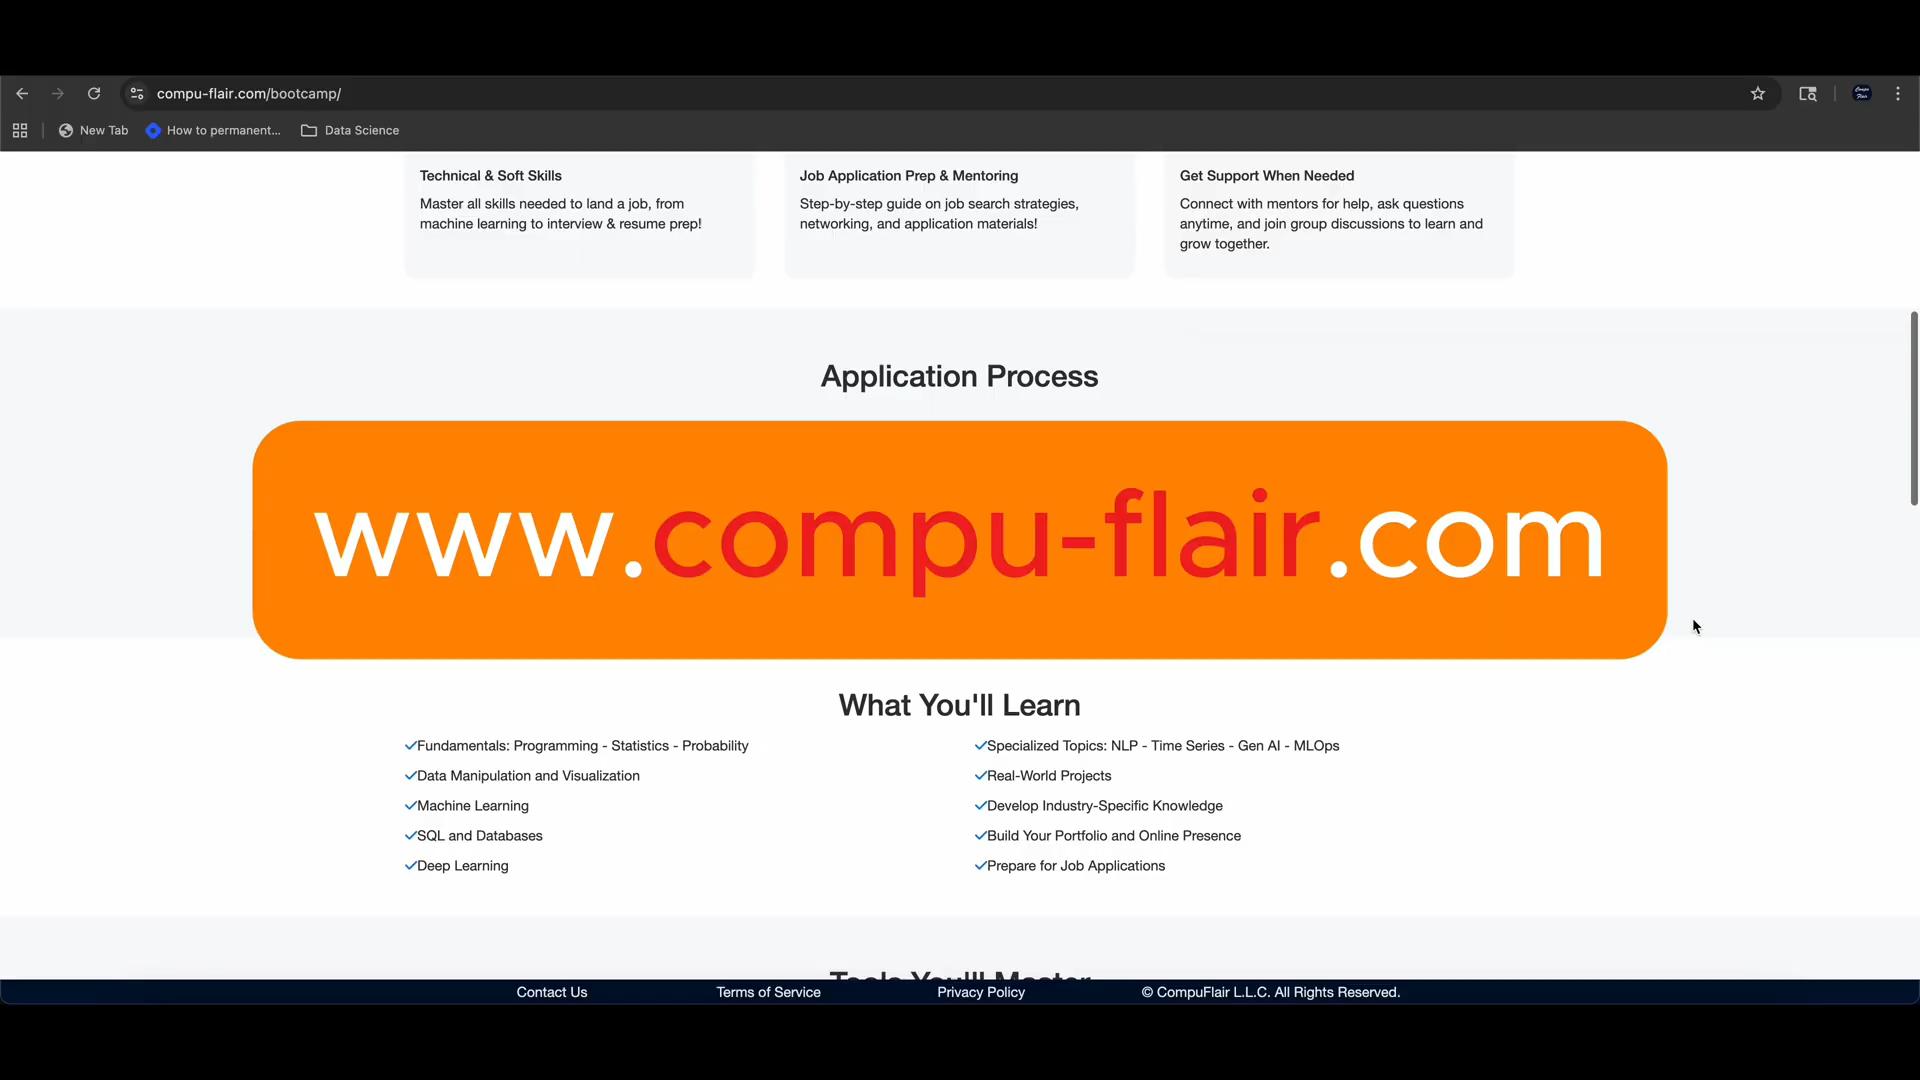 compu-flair.com/bootcamp/
New Tab
How to permanent...
Data Science
Technical & Soft Skills
Master all skills needed to land a job, from
machine learning to interview & resume prep!
Job Application Prep & Mentoring
Step-by-step guide on job search strategies,
networking, and application materials!
Get Support When Needed
Connect with mentors for help, ask questions
anytime, and join group discussions to learn and
grow together.
Application Process
www.compu-flair.com
What You'll Learn
Fundamentals: Programming - Statistics - Probability
Data Manipulation and Visualization
Machine Learning
SQL and Databases
Deep Learning
Specialized Topics: NLP - Time Series - Gen AI - MLOps
Real-World Projects
Develop Industry-Specific Knowledge
Build Your Portfolio and Online Presence
Prepare for Job Applications
Tools You'll Master
Contact Us
Terms of Service
Privacy Policy
© CompuFlair L.L.C. All Rights Reserved.